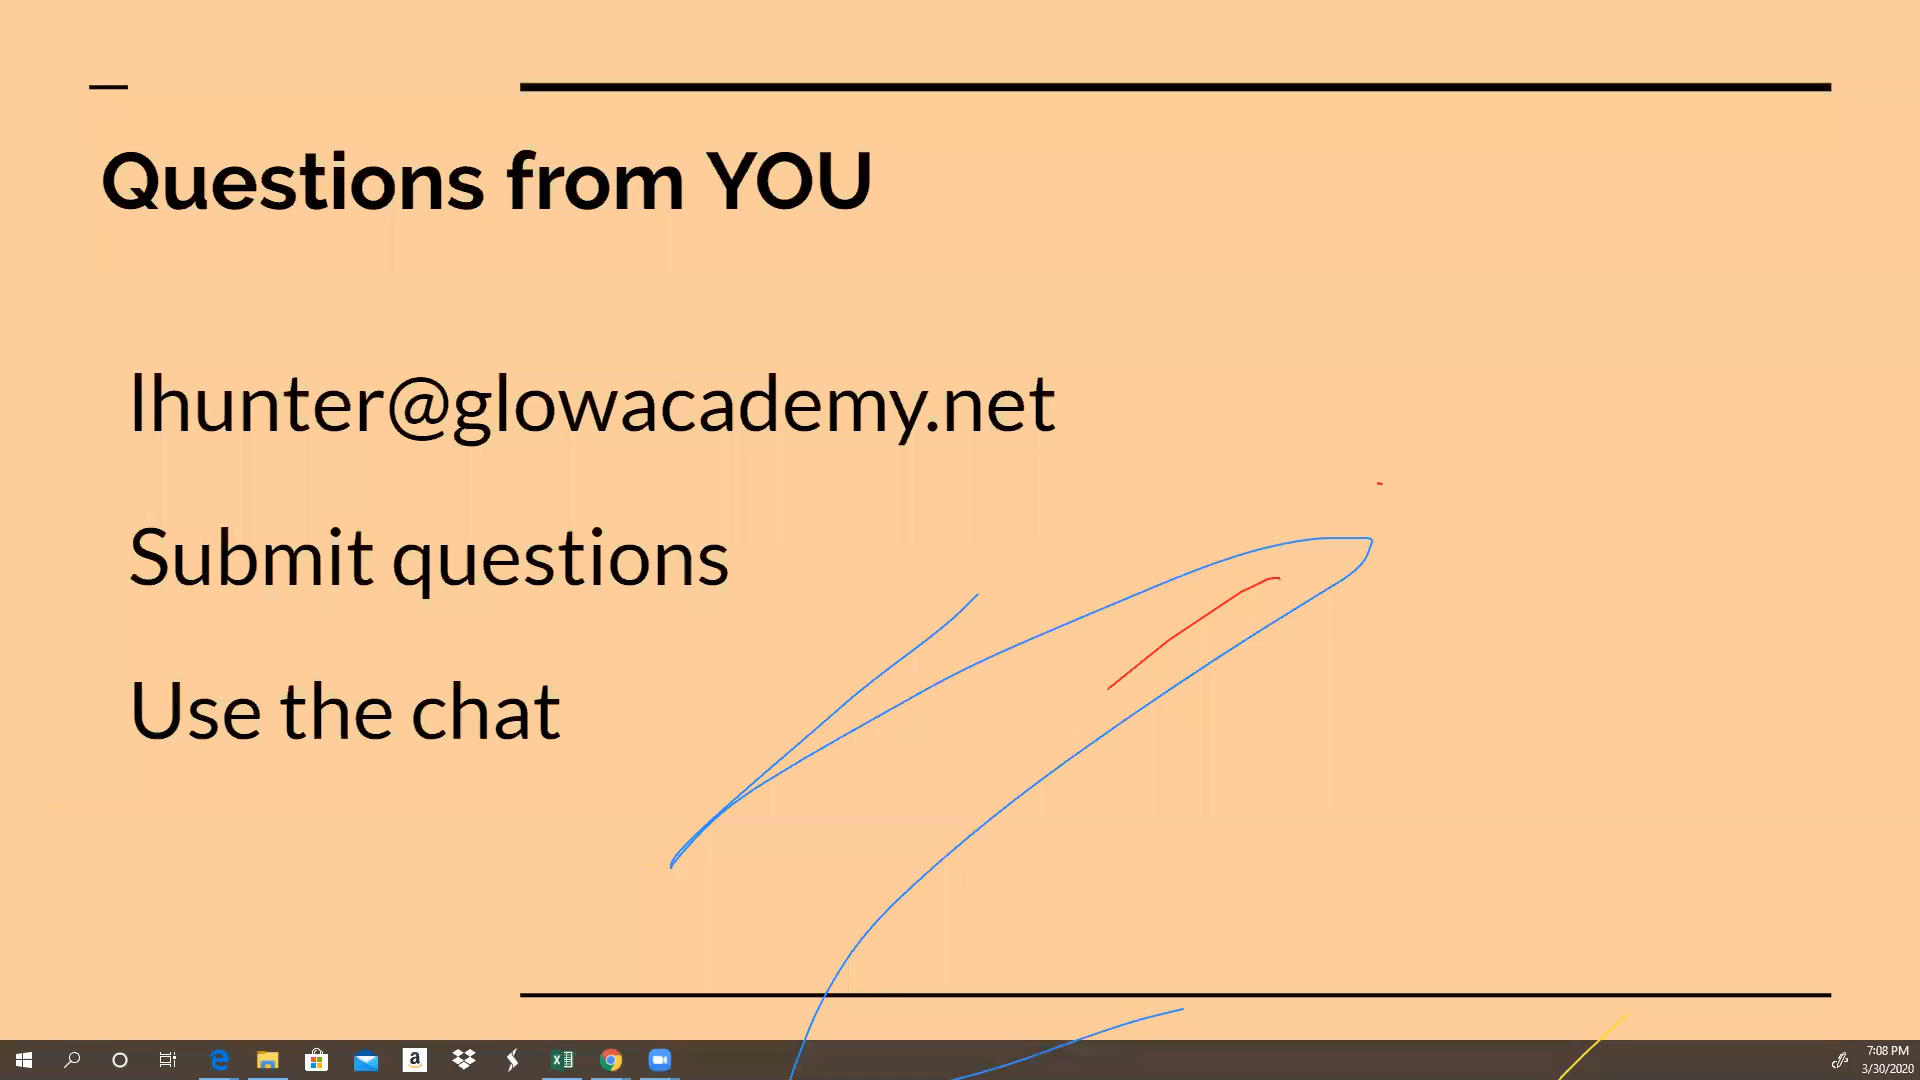 Questions from YOU
lhunter@glowacademy.net
Submit questions
Use the chat
7:08 PM
3/30/2020